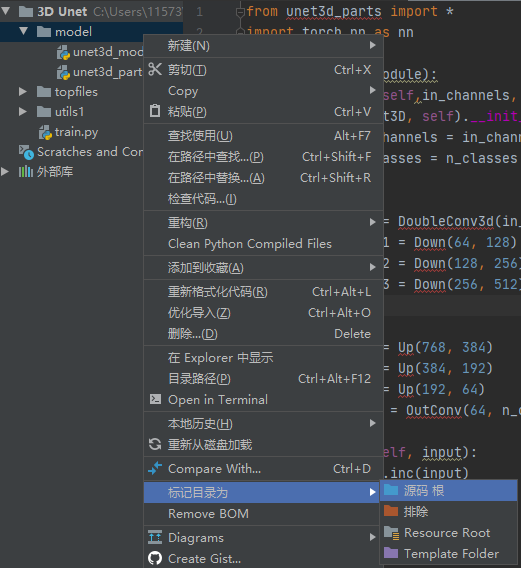 3D Unet C:\Users\11573
model
unet3d_mod
unet3d_part
topfiles
utils1
train.py
Scratches and Con
外部库
1 from unet3d_parts import *
2 import torch.nn as nn
odule):
self,in_channels,
t3D, self).__init_
hannels = in_chan
asses = n_classes
= DoubleConv3d(in_
1 = Down(64, 128)
2 = Down(128, 256)
3 = Down(256, 512)
= Up(768, 384)
= Up(384, 192)
= Up(192, 64)
= OutConv(64, n_c
elf, input):
.inc(input)
新建(N)
剪切(T) Ctrl+X
Copy
粘贴(P) Ctrl+V
查找使用(U) Alt+F7
在路径中查找...(P) Ctrl+Shift+F
在路径中替换...(A) Ctrl+Shift+R
检查代码...(I)
重构(R)
Clean Python Compiled Files
添加到收藏(A)
重新格式化代码(R) Ctrl+Alt+L
优化导入(Z) Ctrl+Alt+O
删除...(D) Delete
在 Explorer 中显示
目录路径(P) Ctrl+Alt+F12
Open in Terminal
本地历史(H)
重新从磁盘加载
Compare With... Ctrl+D
标记目录为
Remove BOM
Diagrams
Create Gist...
源码 根
排除
Resource Root
Template Folder